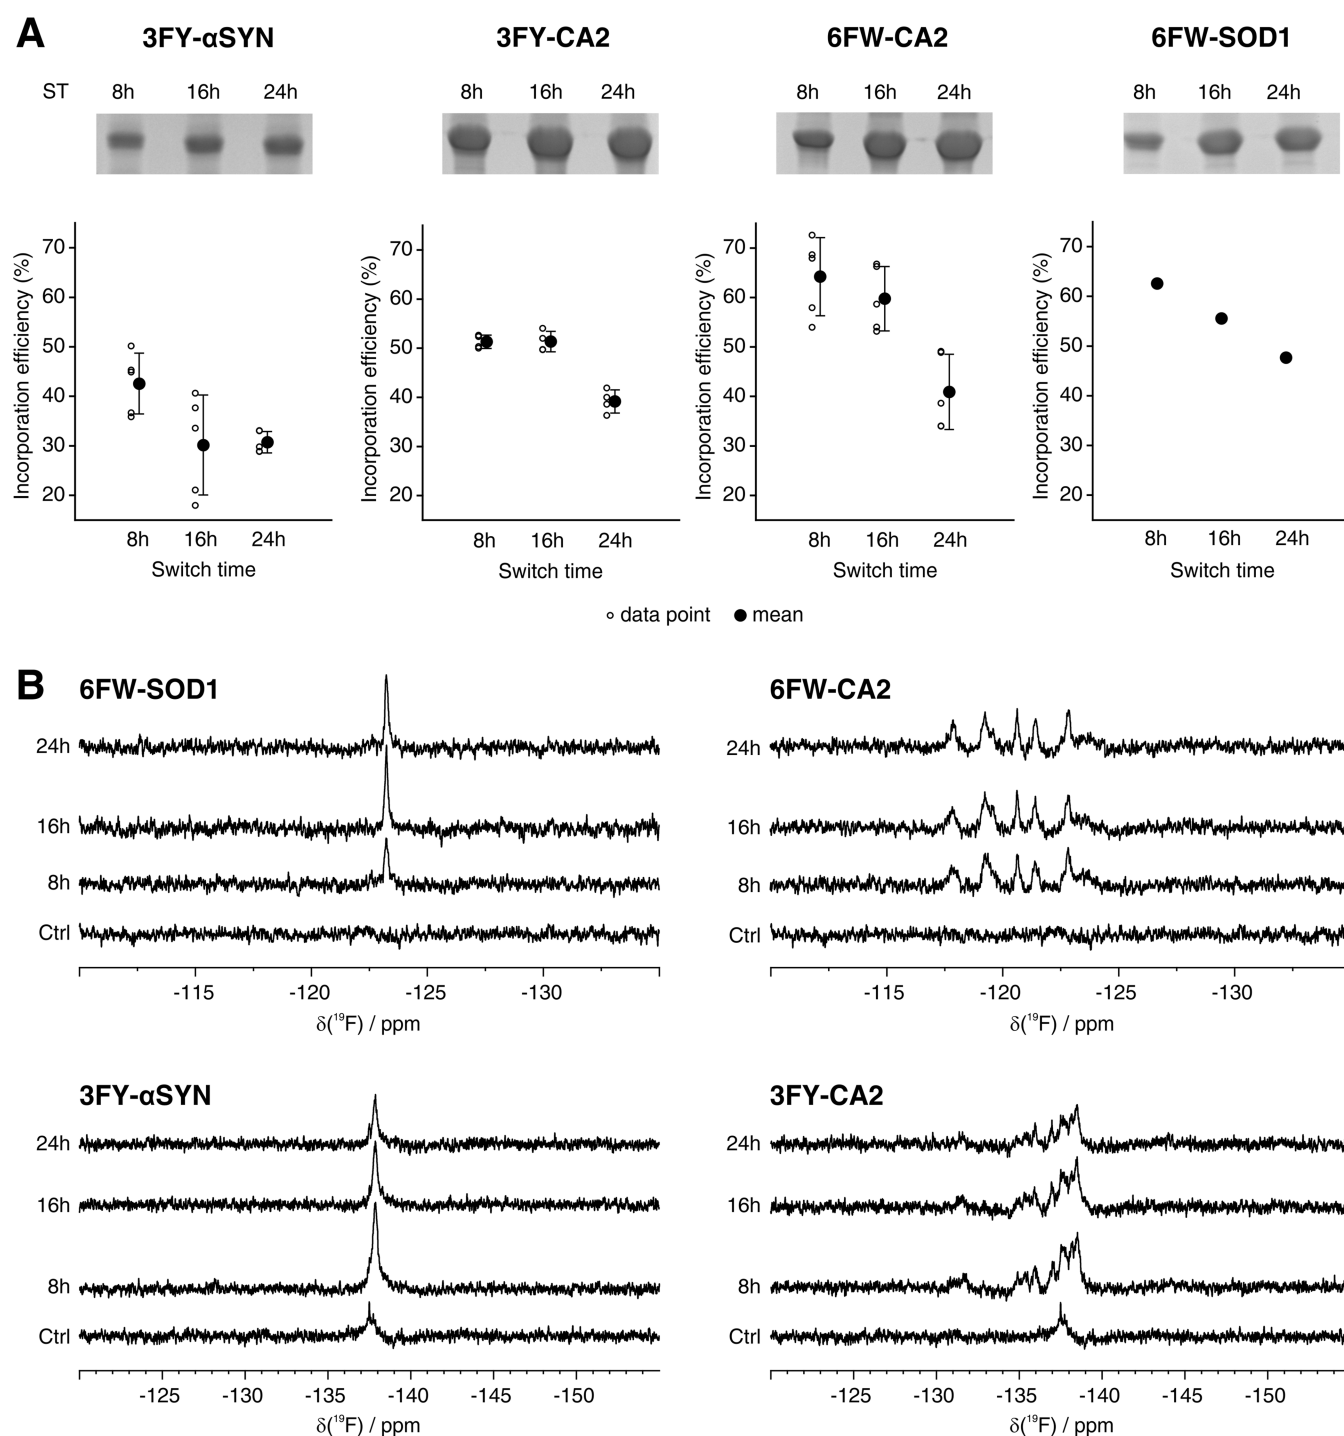 A
3FY-αSYN 3FY-CA2 6FW-CA2 6FW-SOD1
ST 8h 16h 24h 8h 16h 24h 8h 16h 24h 8h 16h 24h
Incorporation efficiency (%)
70
60
50
40
30
20
8h 16h 24h
Switch time
Incorporation efficiency (%)
70
60
50
40
30
20
8h 16h 24h
Switch time
Incorporation efficiency (%)
70
60
50
40
30
20
8h 16h 24h
Switch time
Incorporation efficiency (%)
70
60
50
40
30
20
8h 16h 24h
Switch time
data point mean
B
6FW-SOD1
24h
16h
8h
Ctrl
-115 -120 -125 -130
δ(¹⁹F) / ppm
6FW-CA2
24h
16h
8h
Ctrl
-115 -120 -125 -130
δ(¹⁹F) / ppm
3FY-αSYN
24h
16h
8h
Ctrl
-125 -130 -135 -140 -145 -150
δ(¹⁹F) / ppm
3FY-CA2
24h
16h
8h
Ctrl
-125 -130 -135 -140 -145 -150
δ(¹⁹F) / ppm